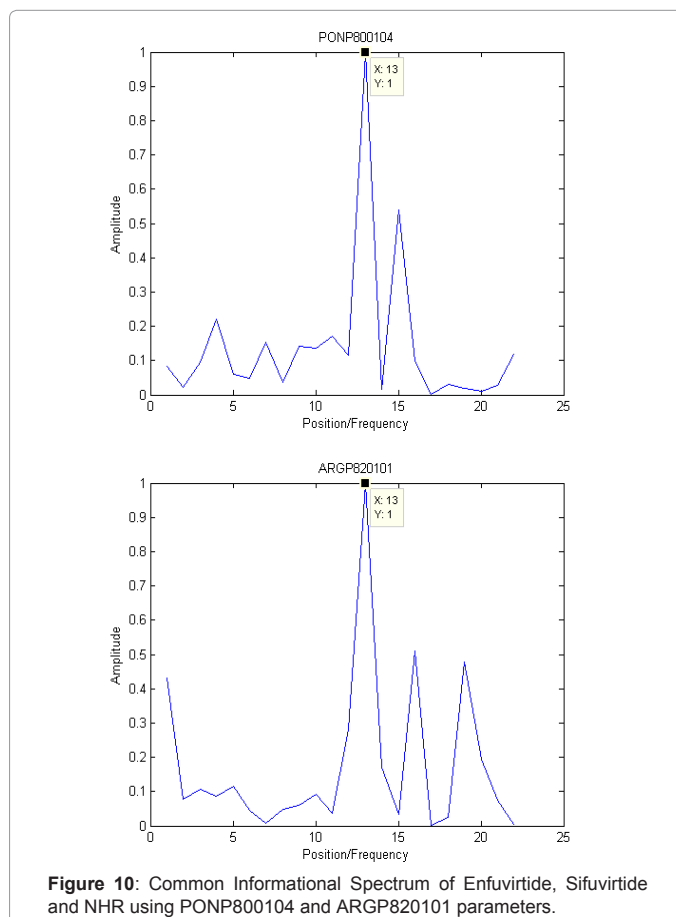 PONP800104
1
0.9
0.8
0.7
0.6
0.5
0.4
0.3
0.2
0.1
0
Amplitude
X: 13
Y: 1
0 5 10 15 20 25
Position/Frequency
ARGP820101
1
0.9
0.8
0.7
0.6
0.5
0.4
0.3
0.2
0.1
0
Amplitude
X: 13
Y: 1
0 5 10 15 20 25
Position/Frequency
Figure 10: Common Informational Spectrum of Enfuvirtide, Sifuvirtide
and NHR using PONP800104 and ARGP820101 parameters.